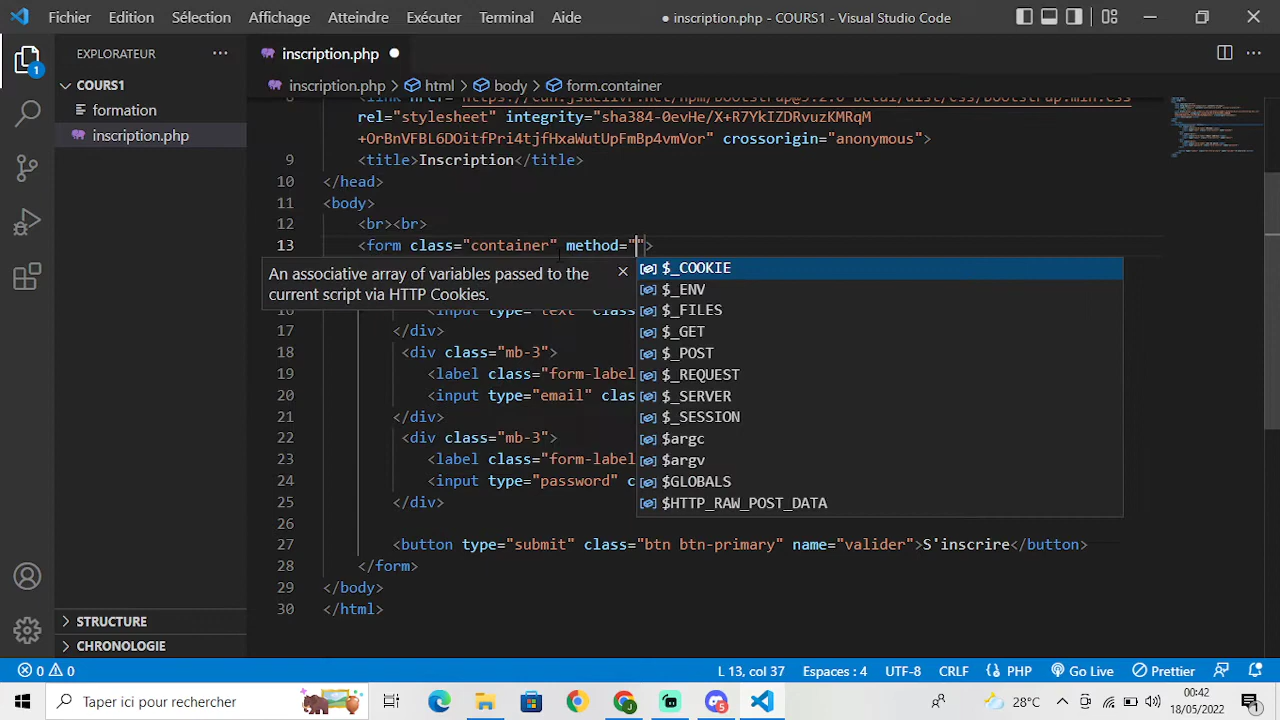 Fichier Edition Sélection Affichage Atteindre Exécuter Terminal Aide ● inscription.php - COURS1 - Visual Studio Code
EXPLORATEUR ···
inscription.php ●
1
COURS1
inscription.php > html > body > form.container
formation
inscription.php
rel="stylesheet" integrity="sha384-0evHe/X+R7YkIZDRvuzKMRqM
+OrBnVFBL6DOitfPri4tjfHxaWutUpFmBp4vmVor" crossorigin="anonymous">
9 <title>Inscription</title>
10 </head>
11 <body>
12 <br><br>
13 <form class="container" method="">
An associative array of variables passed to the
current script via HTTP Cookies.
$_COOKIE
$_ENV
$_FILES
$_GET
$_POST
$_REQUEST
$_SERVER
$_SESSION
$argc
$argv
$GLOBALS
$HTTP_RAW_POST_DATA
17 </div>
18 <div class="mb-3">
19 <label class="form-label
20 <input type="email" clas
21 </div>
22 <div class="mb-3">
23 <label class="form-label
24 <input type="password" c
25 </div>
26
27 <button type="submit" class="btn btn-primary" name="valider">S'inscrire</button>
28 </form>
29 </body>
30 </html>
STRUCTURE
CHRONOLOGIE
0 0 L 13, col 37 Espaces : 4 UTF-8 CRLF PHP Go Live Prettier
Taper ici pour rechercher
5
28°C
00:42
18/05/2022
1